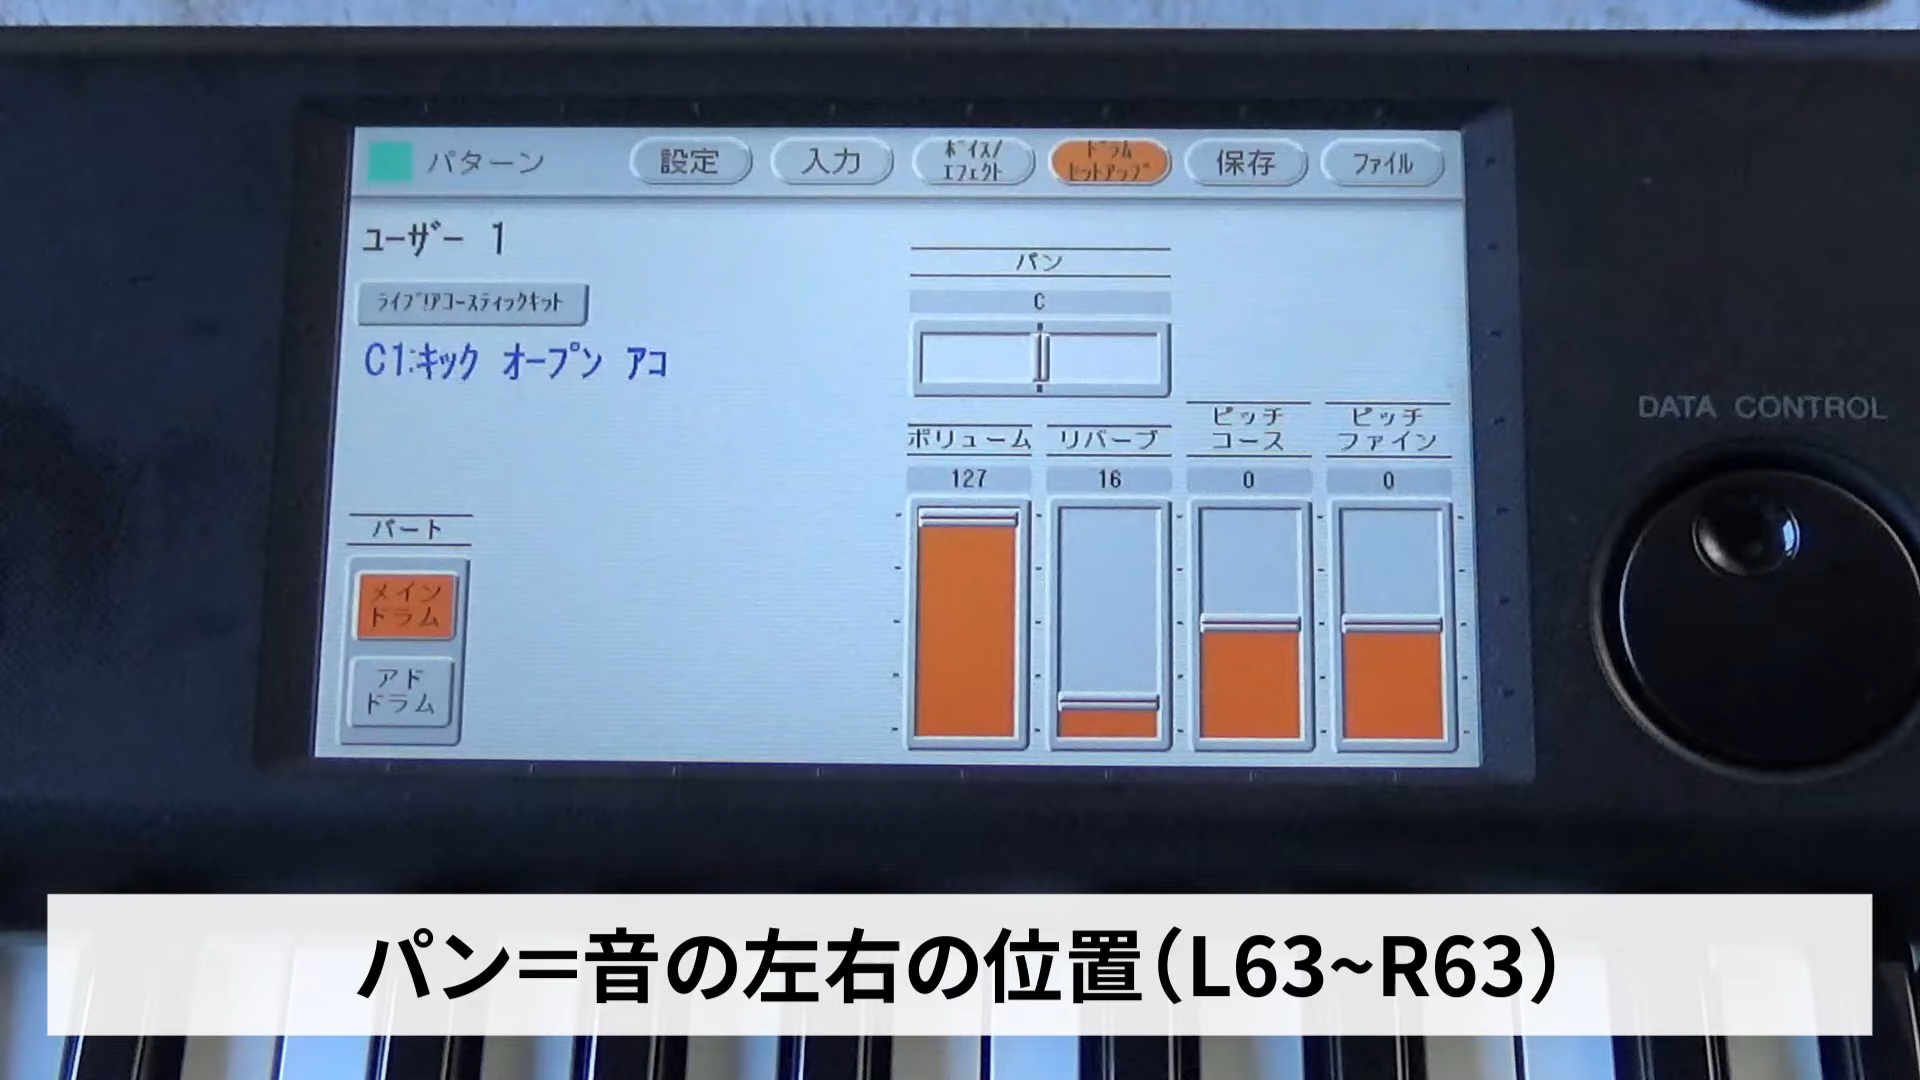 パターン
設定
入力
ボイス/
エフェクト
ドラム
セットアップ
保存
ファイル
ユーザー 1
ライブ!アコースティックキット
C1:キック オープン アコ
パン
C
ボリューム
127
リバーブ
16
ピッチ
コース
0
ピッチ
ファイン
0
パート
メイン
ドラム
アド
ドラム
DATA CONTROL
パン=音の左右の位置(L63~R63)